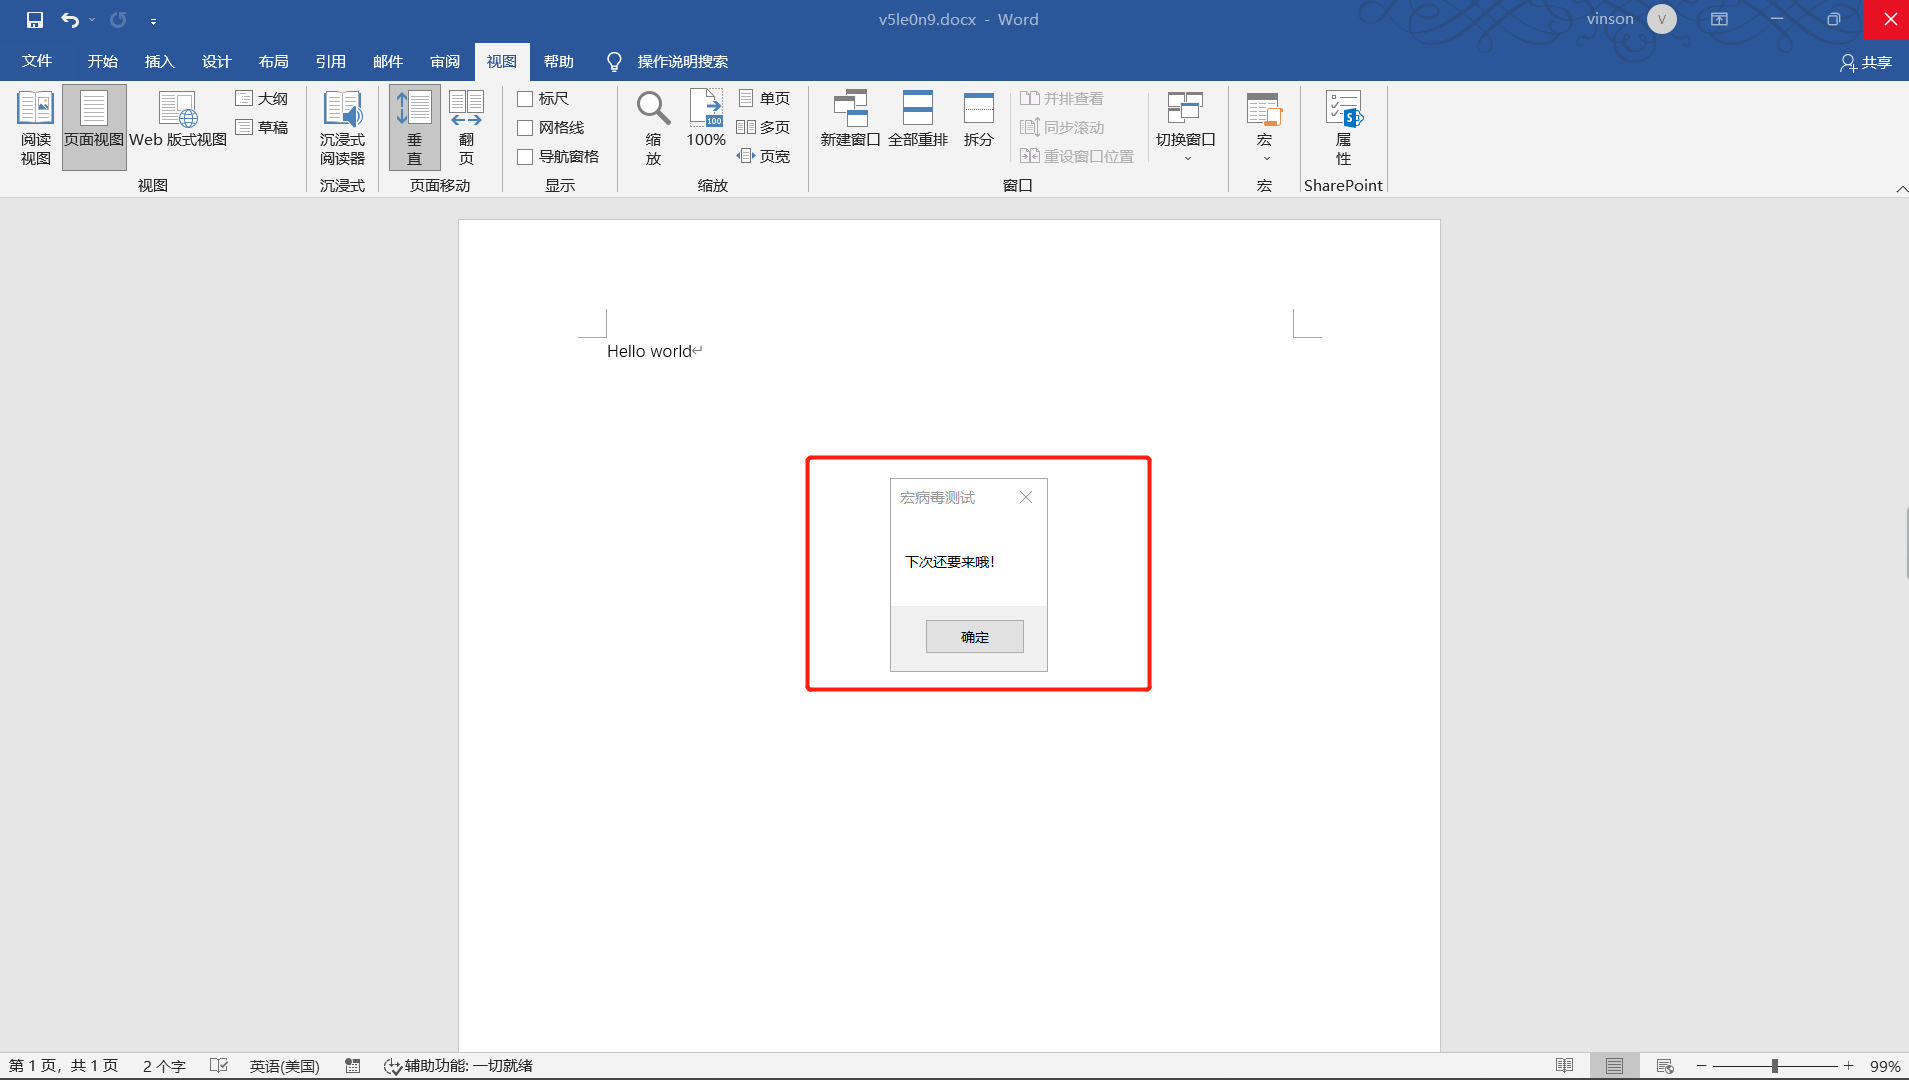 v5le0n9.docx - Word
vinson
V
文件 开始 插入 设计 布局 引用 邮件 审阅 视图 帮助 操作说明搜索
共享
阅读
视图
页面视图
Web 版式视图
大纲
草稿
视图
沉浸式
阅读器
沉浸式
垂
直
翻
页
页面移动
标尺
网格线
导航窗格
显示
缩
放
100
100%
单页
多页
页宽
缩放
新建窗口
全部重排
拆分
并排查看
同步滚动
重设窗口位置
切换窗口
窗口
宏
宏
S
属
性
SharePoint
Hello world
宏病毒测试
下次还要来哦!
确定
第 1 页，共 1 页 2 个字 英语(美国) 辅助功能: 一切就绪
99%